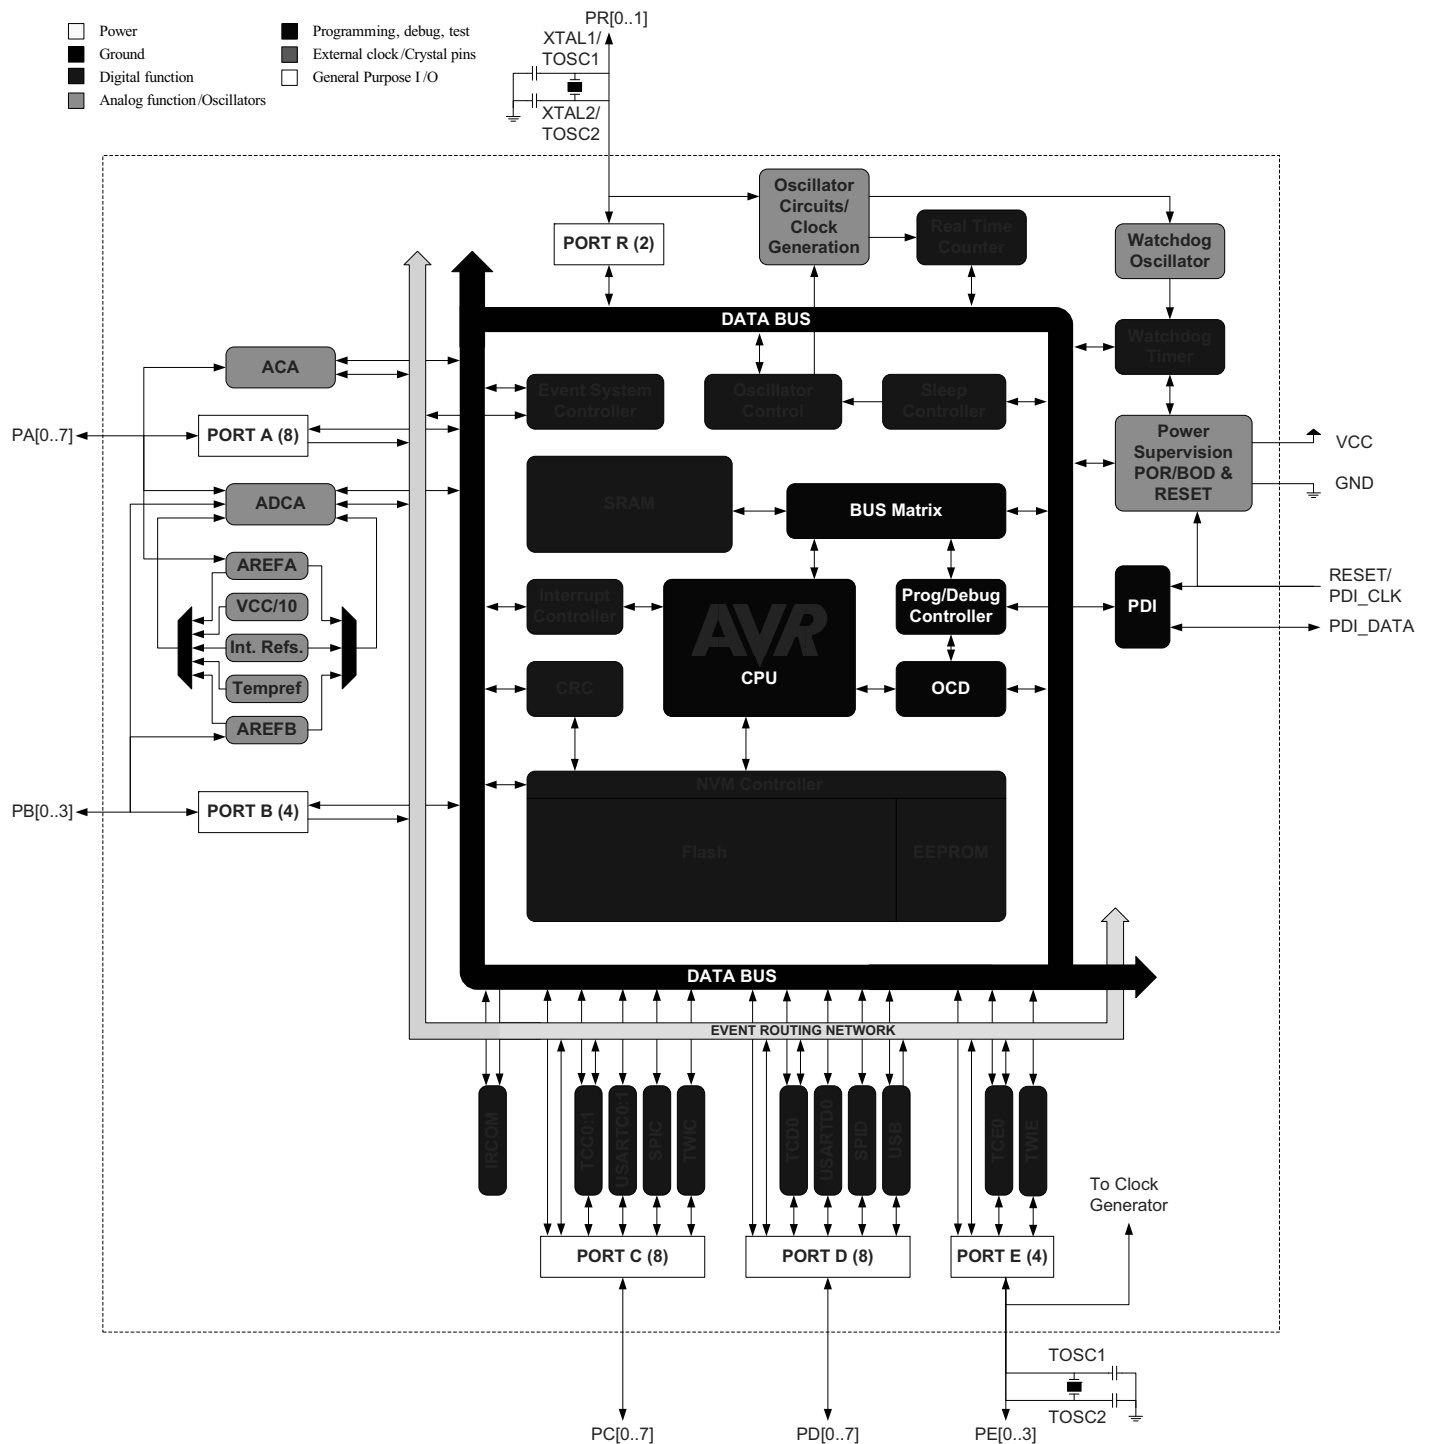 Power
Ground
Digital function
Analog function/Oscillators
Programming, debug, test
External clock/Crystal pins
General Purpose I/O
PR[0..1]
XTAL1/
TOSC1
XTAL2/
TOSC2
Oscillator
Circuits/
Clock
Generation
Real Time
Counter
PORT R (2)
Watchdog
Oscillator
DATA BUS
Watchdog
Timer
ACA
Event System
Controller
Oscillator
Control
Sleep
Controller
PA[0..7]
PORT A (8)
Power
Supervision
POR/BOD &
RESET
VCC
GND
ADCA
SRAM
BUS Matrix
AREFA
VCC/10
Int. Refs.
Tempref
AREFB
Interrupt
Controller
AVR
CPU
Prog/Debug
Controller
PDI
RESET/
PDI_CLK
PDI_DATA
CRC
OCD
NVM Controller
Flash
EEPROM
PB[0..3]
PORT B (4)
DATA BUS
EVENT ROUTING NETWORK
IRCOM
TCC0:1
USARTC0:1
SPIC
TWIC
TCD0
USARTD0
SPID
USB
TCE0
TWIE
To Clock
Generator
PORT C (8)
PORT D (8)
PORT E (4)
TOSC1
TOSC2
PC[0..7]
PD[0..7]
PE[0..3]